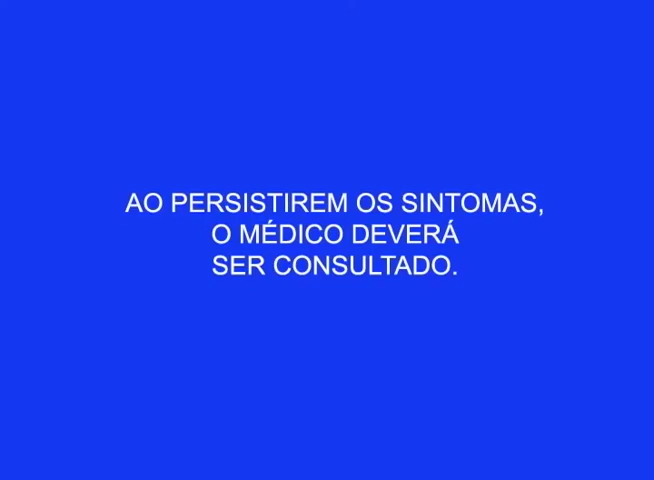 AO PERSISTIREM OS SINTOMAS,
O MÉDICO DEVERÁ
SER CONSULTADO.